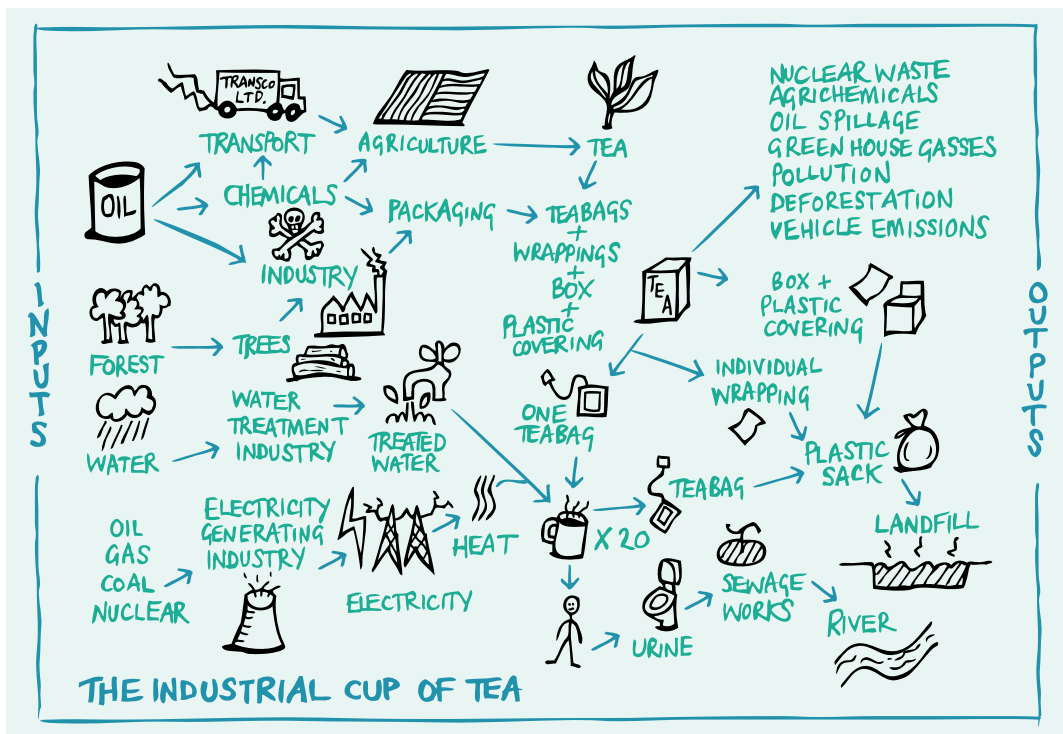 TRANSCO
LTD.
TRANSPORT
AGRICULTURE
TEA
NUCLEAR WASTE
AGRICHEMICALS
OIL SPILLAGE
GREEN HOUSE GASSES
POLLUTION
DEFORESTATION
VEHICLE EMISSIONS
OIL
CHEMICALS
PACKAGING
TEABAGS
+
WRAPPINGS
+
BOX
+
PLASTIC
COVERING
INDUSTRY
TEA
BOX +
PLASTIC
COVERING
INPUTS
OUTPUTS
FOREST
TREES
INDIVIDUAL
WRAPPING
WATER
WATER
TREATMENT
INDUSTRY
TREATED
WATER
ONE
TEABAG
PLASTIC
SACK
OIL
GAS
COAL
NUCLEAR
ELECTRICITY
GENERATING
INDUSTRY
ELECTRICITY
HEAT
X 20
TEABAG
LANDFILL
URINE
SEWAGE
WORKS
RIVER
THE INDUSTRIAL CUP OF TEA